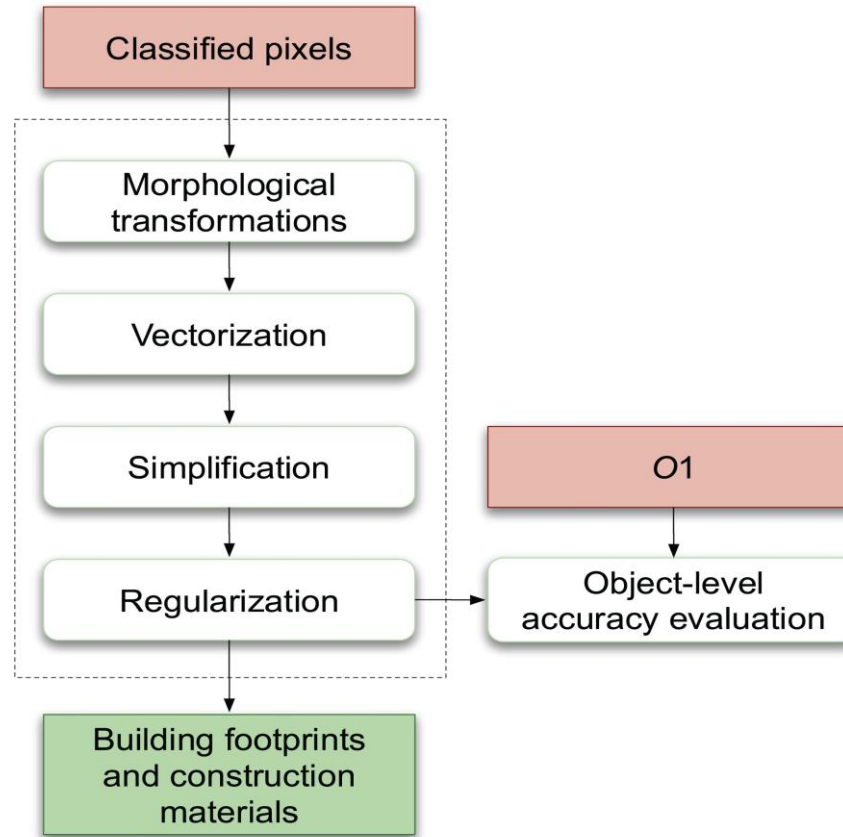 Classified pixels
Morphological
transformations
Vectorization
Simplification
O1
Regularization
Object-level
accuracy evaluation
Building footprints
and construction
materials